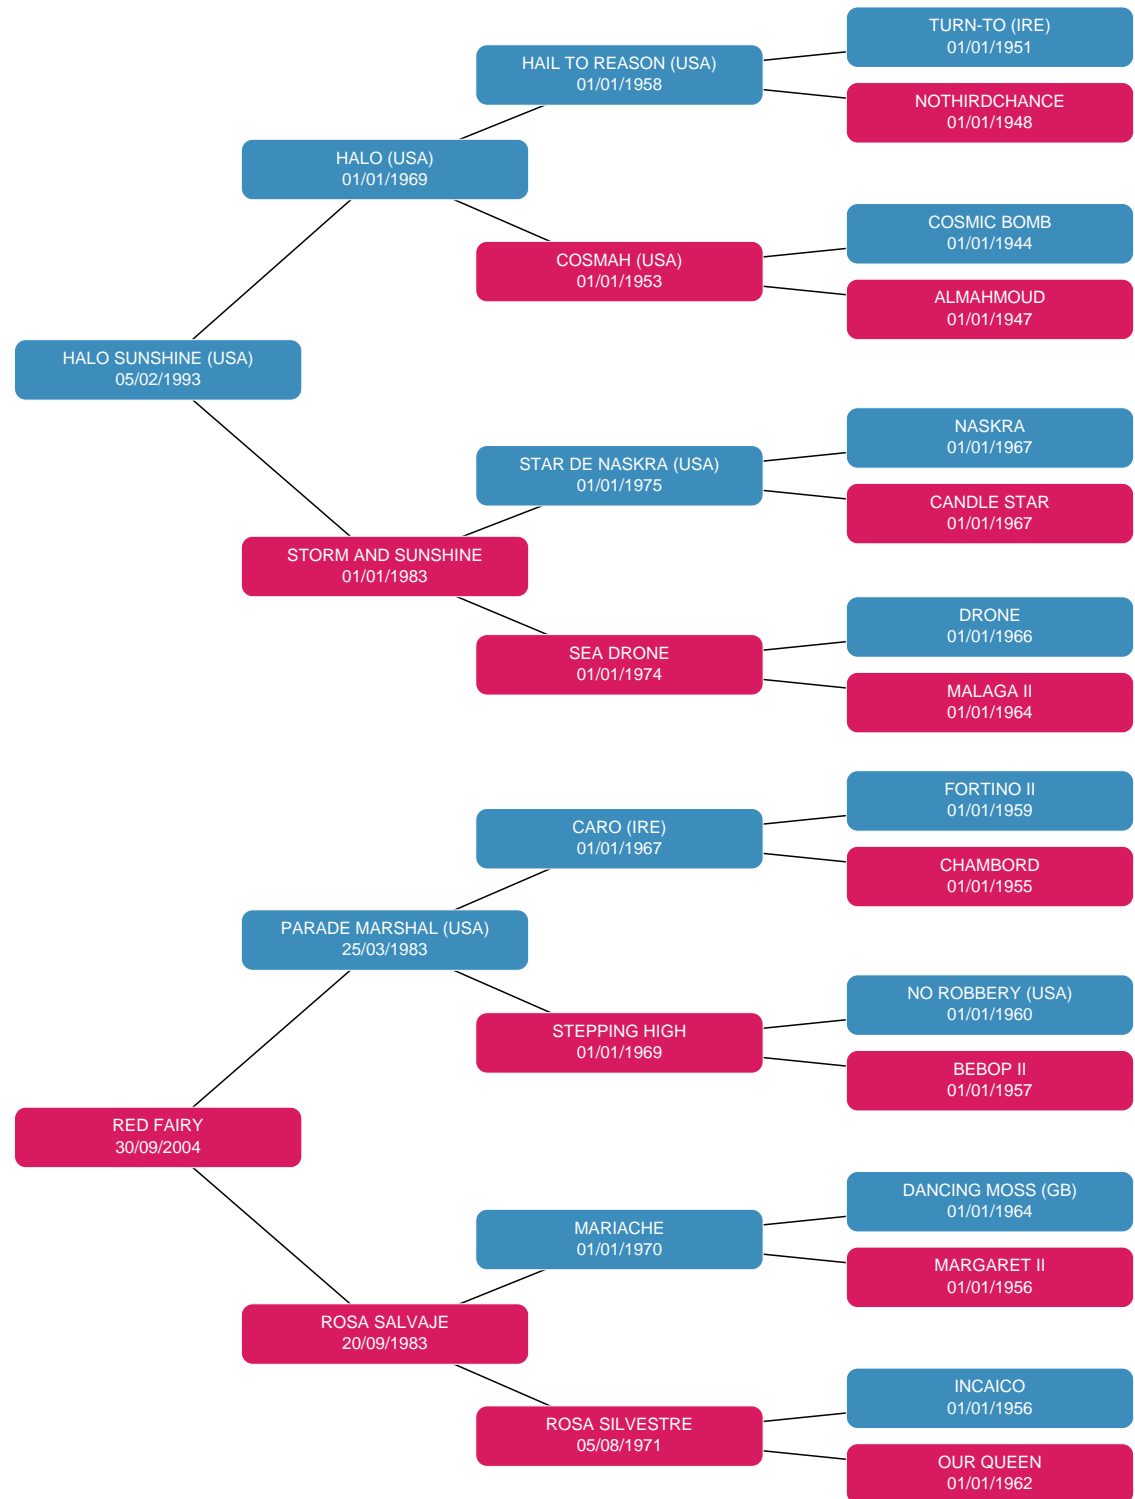 TURN-TO (IRE)
01/01/1951
HAIL TO REASON (USA)
01/01/1958
NOTHIRDCHANCE
01/01/1948
HALO (USA)
01/01/1969
COSMIC BOMB
01/01/1944
COSMAH (USA)
01/01/1953
ALMAHMOUD
01/01/1947
HALO SUNSHINE (USA)
05/02/1993
NASKRA
01/01/1967
STAR DE NASKRA (USA)
01/01/1975
CANDLE STAR
01/01/1967
STORM AND SUNSHINE
01/01/1983
DRONE
01/01/1966
SEA DRONE
01/01/1974
MALAGA II
01/01/1964
FORTINO II
01/01/1959
CARO (IRE)
01/01/1967
CHAMBORD
01/01/1955
PARADE MARSHAL (USA)
25/03/1983
NO ROBBERY (USA)
01/01/1960
STEPPING HIGH
01/01/1969
BEBOP II
01/01/1957
RED FAIRY
30/09/2004
DANCING MOSS (GB)
01/01/1964
MARIACHE
01/01/1970
MARGARET II
01/01/1956
ROSA SALVAJE
20/09/1983
INCAICO
01/01/1956
ROSA SILVESTRE
05/08/1971
OUR QUEEN
01/01/1962